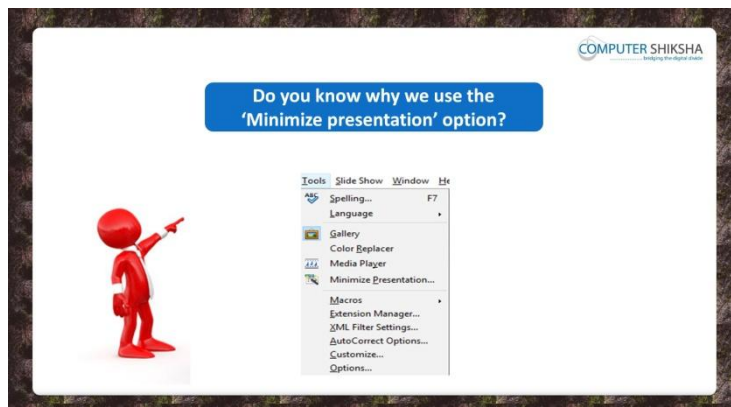 COMPUTER SHIKSHA
bridging the digital divide
Do you know why we use the
‘Minimize presentation’ option?
Tools Slide Show Window He
ABC Spelling... F7
Language
Gallery
Color Replacer
Media Player
Minimize Presentation...
Macros
Extension Manager...
XML Filter Settings...
AutoCorrect Options...
Customize...
Options...